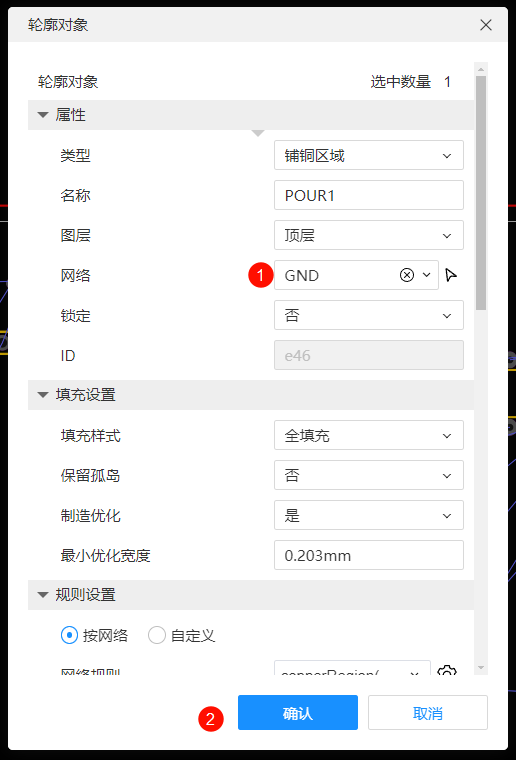 轮廓对象
轮廓对象 选中数量 1
属性
类型 铺铜区域
名称 POUR1
图层 顶层
网络 1 GND
锁定 否
ID e46
填充设置
填充样式 全填充
保留孤岛 否
制造优化 是
最小优化宽度 0.203mm
规则设置
按网络 自定义
网络规则 copperRegion(
2 确认 取消